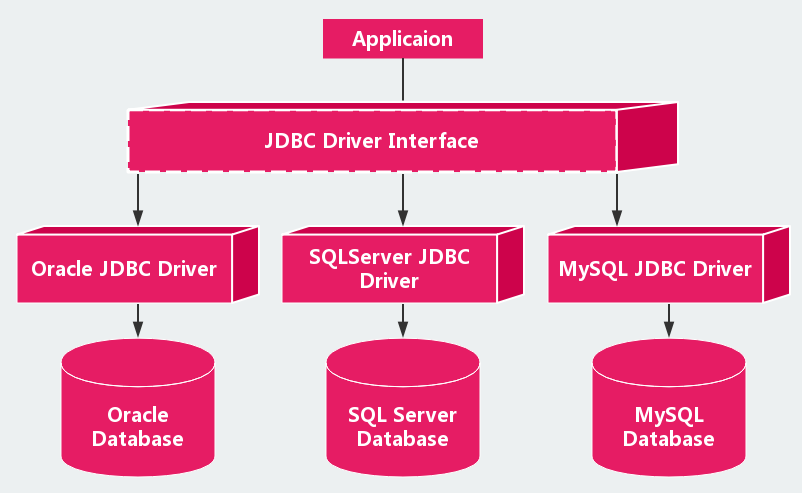 Applicaion
JDBC Driver Interface
Oracle JDBC Driver
SQLServer JDBC
Driver
MySQL JDBC Driver
Oracle
Database
SQL Server
Database
MySQL
Database